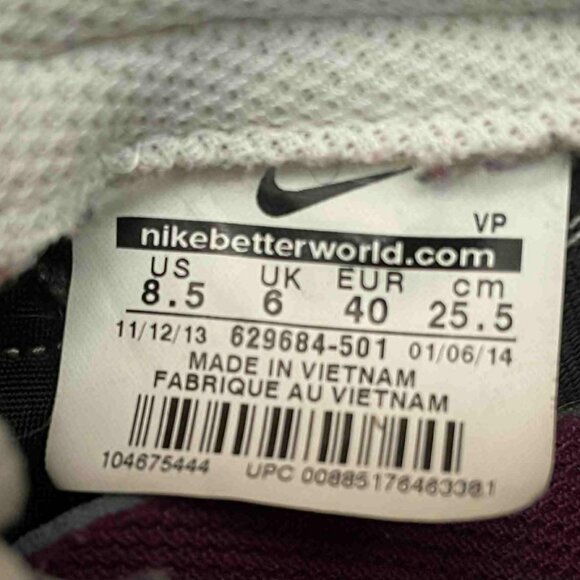 VP
nikebetterworld.com
US UK EUR cm
8.5 6 40 25.5
11/12/13 629684-501 01/06/14
MADE IN VIETNAM
FABRIQUE AU VIETNAM
104675444 UPC 00885176463381